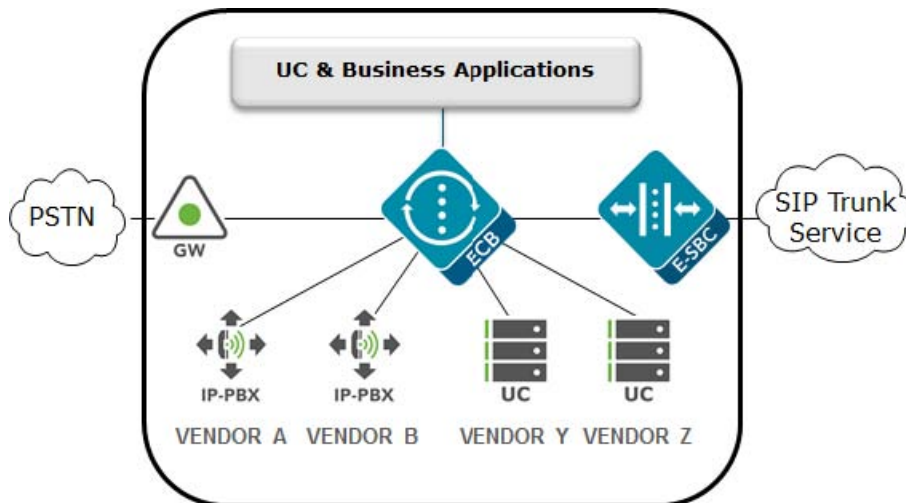 UC & Business Applications
PSTN
GW
ECB
E-SBC
SIP Trunk
Service
IP-PBX
IP-PBX
UC
UC
VENDOR A
VENDOR B
VENDOR Y
VENDOR Z